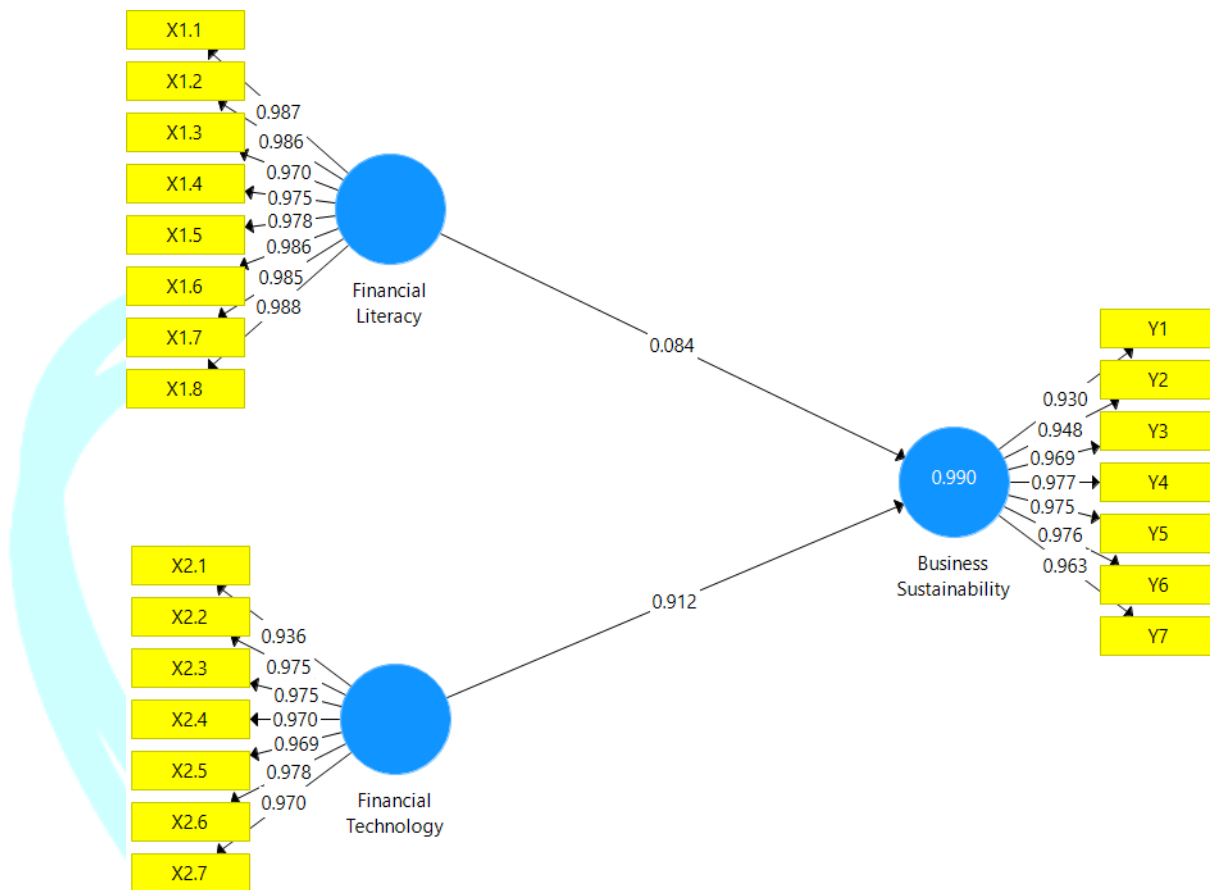 X1.1
X1.2
X1.3
X1.4
X1.5
X1.6
X1.7
X1.8
0.987
0.986
0.970
0.975
0.978
0.986
0.985
0.988
Financial
Literacy
0.084
X2.1
X2.2
X2.3
X2.4
X2.5
X2.6
X2.7
0.936
0.975
0.975
0.970
0.969
0.978
0.970
Financial
Technology
0.912
0.990
Business
Sustainability
0.930
0.948
0.969
0.977
0.975
0.976
0.963
Y1
Y2
Y3
Y4
Y5
Y6
Y7